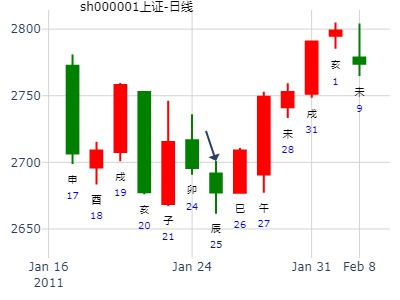 sh000001上证-日线
2800
2750
2700
2650
申
17
酉
18
戌
19
亥
20
子
21
卯
24
辰
25
巳
26
午
27
未
28
戌
31
亥
1
未
9
Jan 16
2011
Jan 24
Jan 31
Feb 8